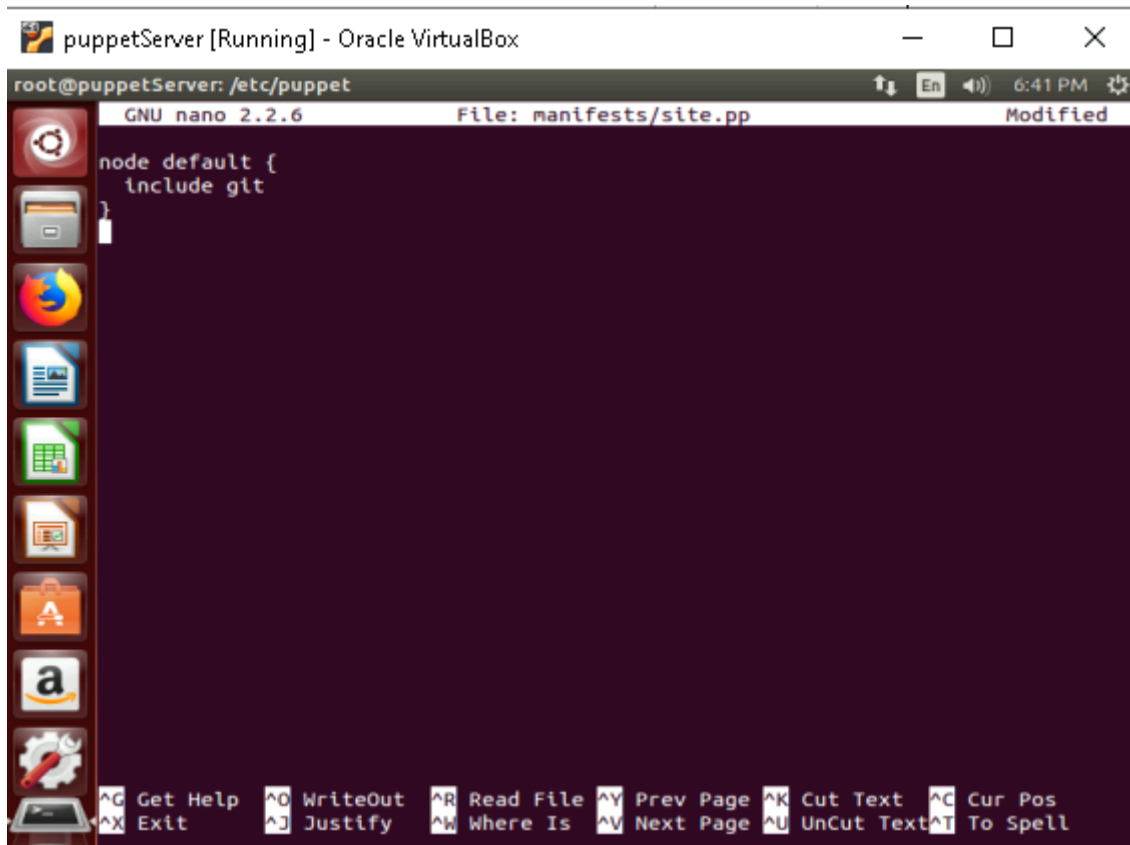 puppetServer [Running] - Oracle VirtualBox
root@puppetServer: /etc/puppet En 6:41 PM
GNU nano 2.2.6 File: manifests/site.pp Modified
node default {
include git
}
^G Get Help ^O WriteOut ^R Read File ^Y Prev Page ^K Cut Text ^C Cur Pos
^X Exit ^J Justify ^W Where Is ^V Next Page ^U UnCut Text ^T To Spell